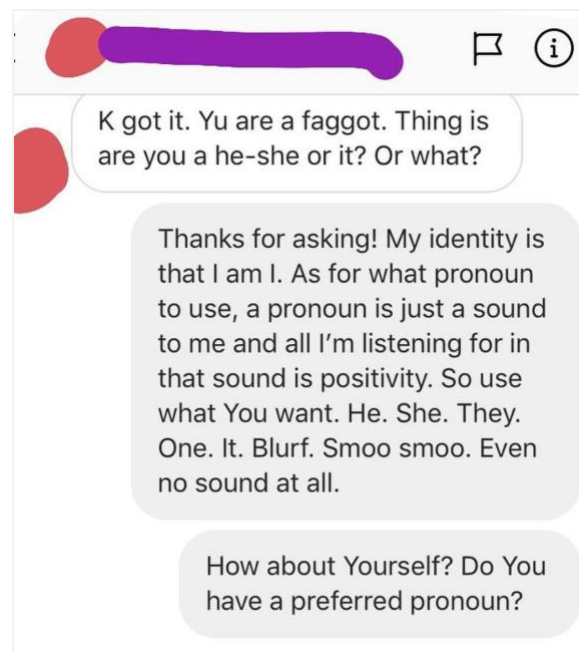 K got it. Yu are a faggot. Thing is
are you a he-she or it? Or what?
Thanks for asking! My identity is
that I am I. As for what pronoun
to use, a pronoun is just a sound
to me and all I’m listening for in
that sound is positivity. So use
what You want. He. She. They.
One. It. Blurf. Smoo smoo. Even
no sound at all.
How about Yourself? Do You
have a preferred pronoun?